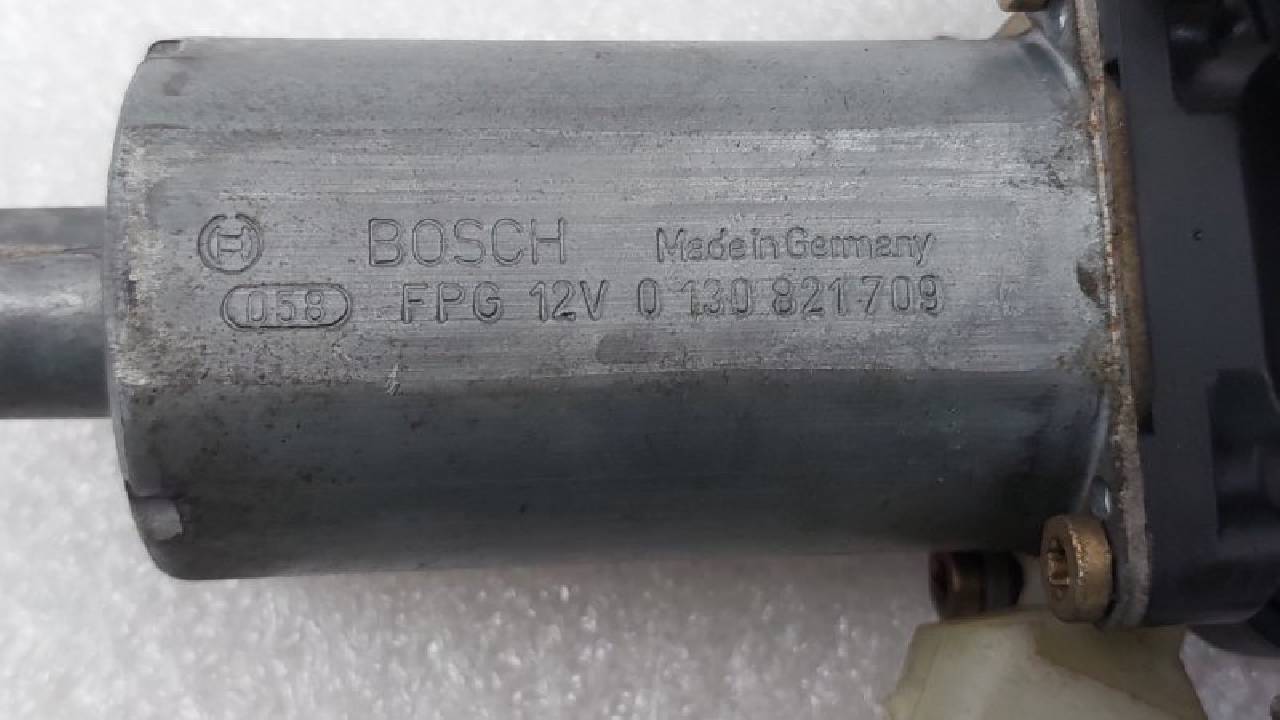 BOSCH Made in Germany
058 FPG 12V 0 130 821 709